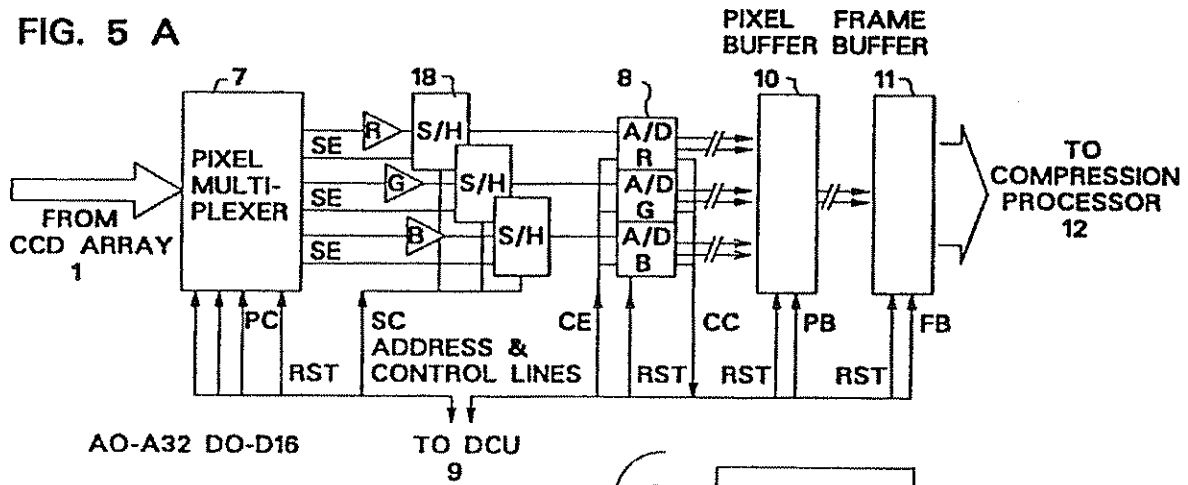 FIG. 5 A
PIXEL BUFFER
FRAME BUFFER
7
18
8
10
11
PIXEL
MULTI-
PLEXER
R
G
B
SE
SE
SE
S/H
S/H
S/H
A/D
R
A/D
G
A/D
B
FROM
CCD ARRAY
1
TO
COMPRESSION
PROCESSOR
12
PC
SC
CE
CC
PB
FB
RST
ADDRESS &
CONTROL LINES
RST
RST
RST
AO-A32 DO-D16
TO DCU
9